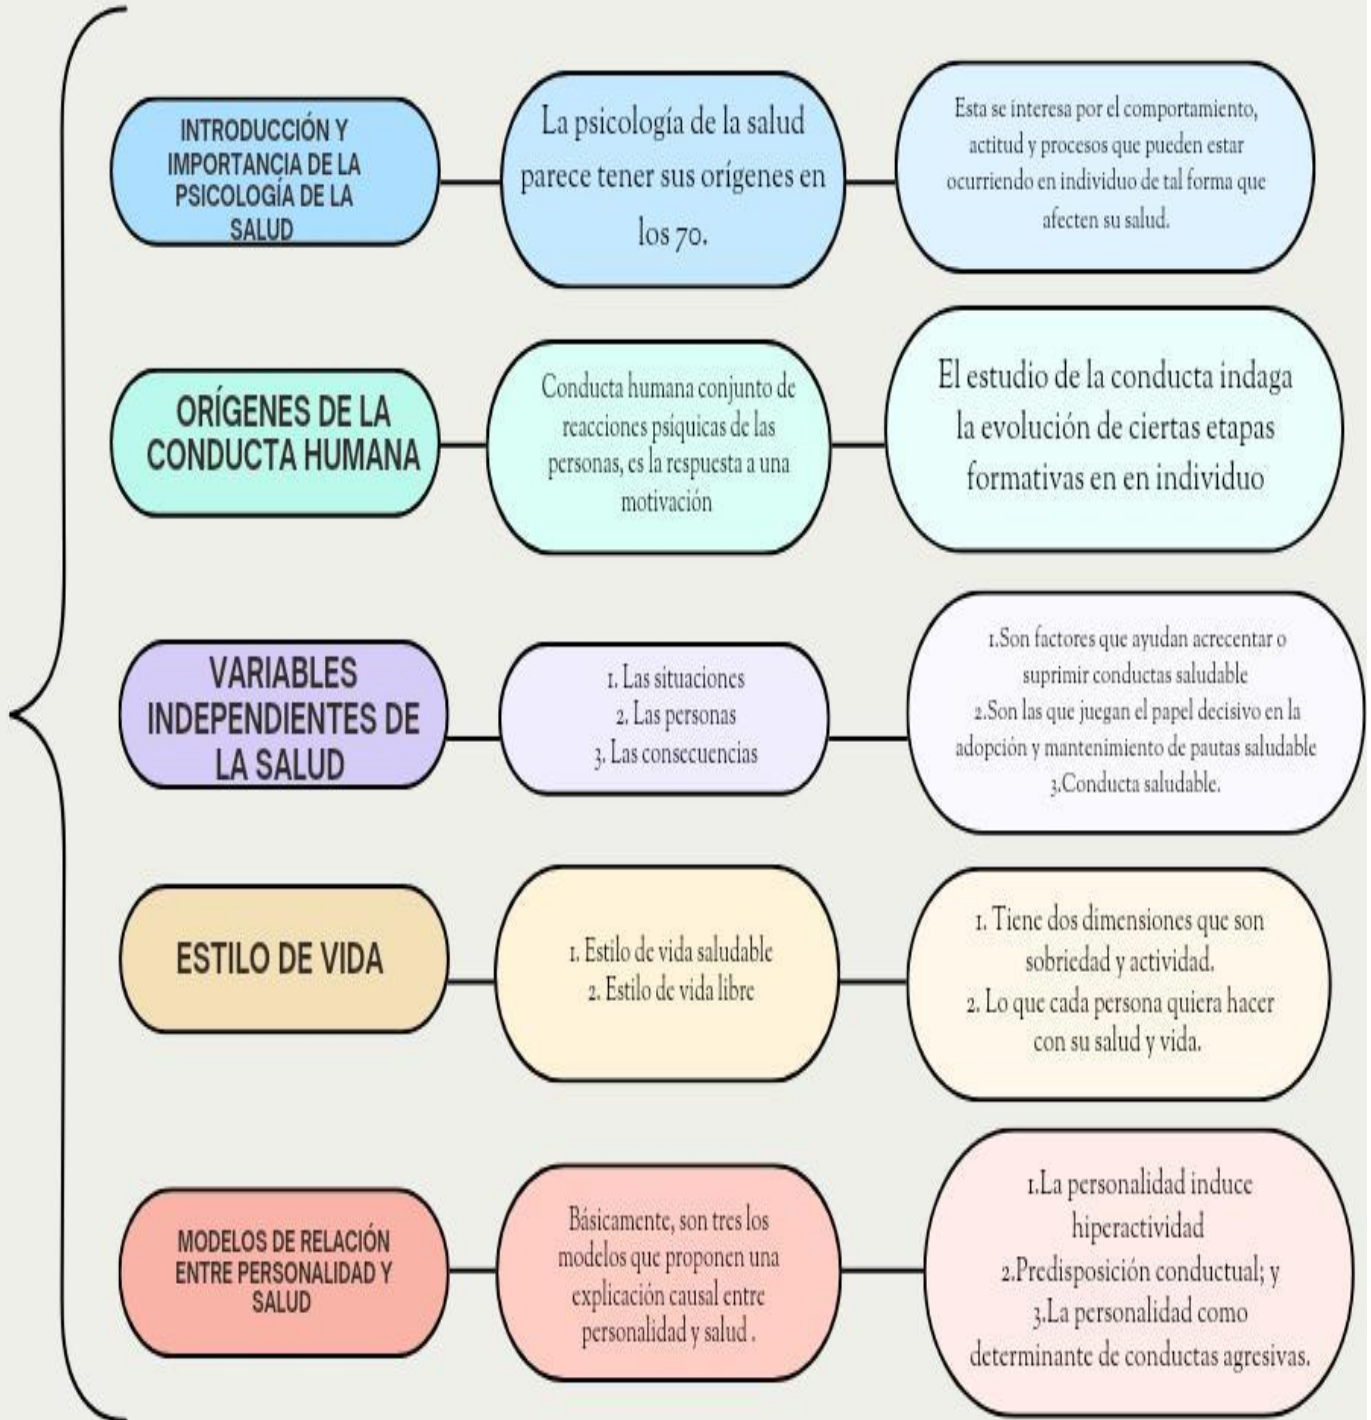 INTRODUCCIÓN Y
IMPORTANCIA DE LA
PSICOLOGÍA DE LA
SALUD
La psicología de la salud
parece tener sus orígenes en
los 70.
Esta se interesa por el comportamiento,
actitud y procesos que pueden estar
ocurriendo en individuo de tal forma que
afecten su salud.
ORÍGENES DE LA
CONDUCTA HUMANA
Conducta humana conjunto de
reacciones psíquicas de las
personas, es la respuesta a una
motivación
El estudio de la conducta indaga
la evolución de ciertas etapas
formativas en en individuo
VARIABLES
INDEPENDIENTES DE
LA SALUD
1. Las situaciones
2. Las personas
3. Las consecuencias
1.Son factores que ayudan acrecentar o
suprimir conductas saludable
2.Son las que juegan el papel decisivo en la
adopción y mantenimiento de pautas saludable
3.Conducta saludable.
ESTILO DE VIDA
1. Estilo de vida saludable
2. Estilo de vida libre
1. Tiene dos dimensiones que son
sobriedad y actividad.
2. Lo que cada persona quiera hacer
con su salud y vida.
MODELOS DE RELACIÓN
ENTRE PERSONALIDAD Y
SALUD
Básicamente, son tres los
modelos que proponen una
explicación causal entre
personalidad y salud .
1.La personalidad induce
hiperactividad
2.Predisposición conductual; y
3.La personalidad como
determinante de conductas agresivas.